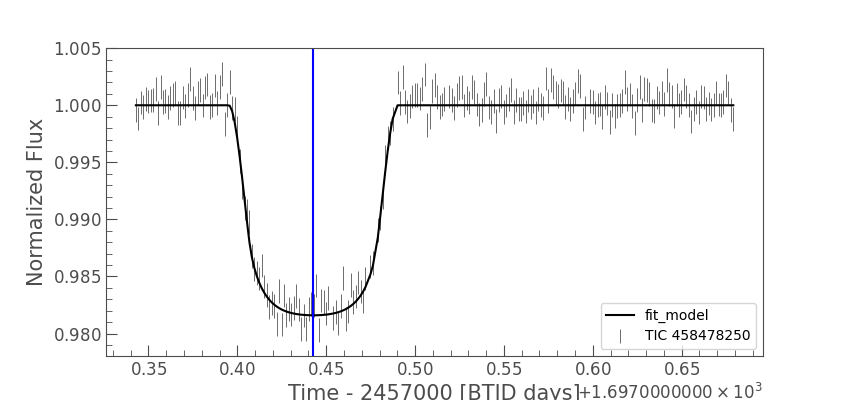 1.005
1.000
0.995
0.990
0.985
0.980
Normalized Flux
fit_model
TIC 458478250
0.35 0.40 0.45 0.50 0.55 0.60 0.65
Time - 2457000 [BTJD days]
+1.6970000000 × 10³